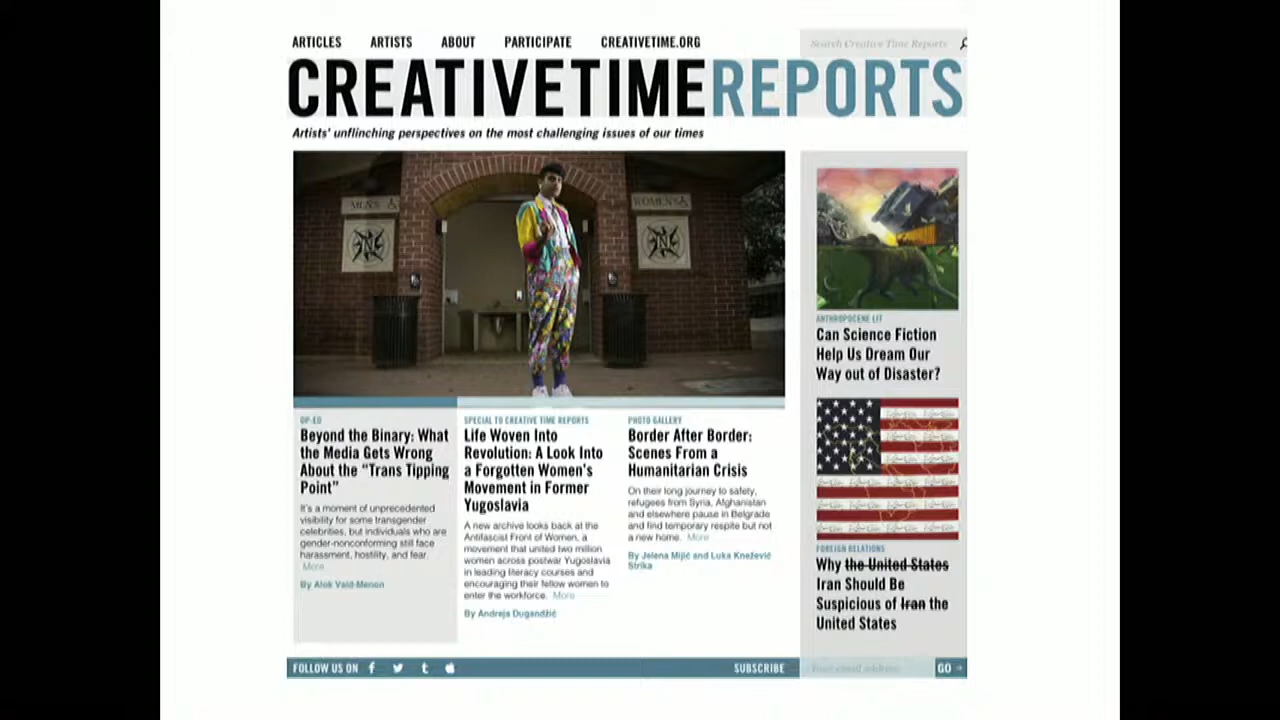 ARTICLES ARTISTS ABOUT PARTICIPATE CREATIVETIME.ORG
Search Creative Time Reports
CREATIVETIMEREPORTS
Artists' unflinching perspectives on the most challenging issues of our times
MEN'S
WOMEN'S
N
N
OP-ED
Beyond the Binary: What
the Media Gets Wrong
About the “Trans Tipping
Point”
It's a moment of unprecedented
visibility for some transgender
celebrities, but individuals who are
gender-nonconforming still face
harassment, hostility, and fear.
More
By Alok Vaid-Menon
SPECIAL TO CREATIVE TIME REPORTS
Life Woven Into
Revolution: A Look Into
a Forgotten Women's
Movement in Former
Yugoslavia
A new archive looks back at the
Antifascist Front of Women, a
movement that united two million
women across postwar Yugoslavia
in leading literacy courses and
encouraging their fellow women to
enter the workforce. More
By Andreja Dugandžić
PHOTO GALLERY
Border After Border:
Scenes From a
Humanitarian Crisis
On their long journey to safety,
refugees from Syria, Afghanistan
and elsewhere pause in Belgrade
and find temporary respite but not
a new home. More
By Jelena Mijić and Luka Knežević
Strika
ANTHROPOCENE LIT
Can Science Fiction
Help Us Dream Our
Way out of Disaster?
FOREIGN RELATIONS
Why the United States
Iran Should Be
Suspicious of Iran the
United States
FOLLOW US ON
SUBSCRIBE
Your email address
GO